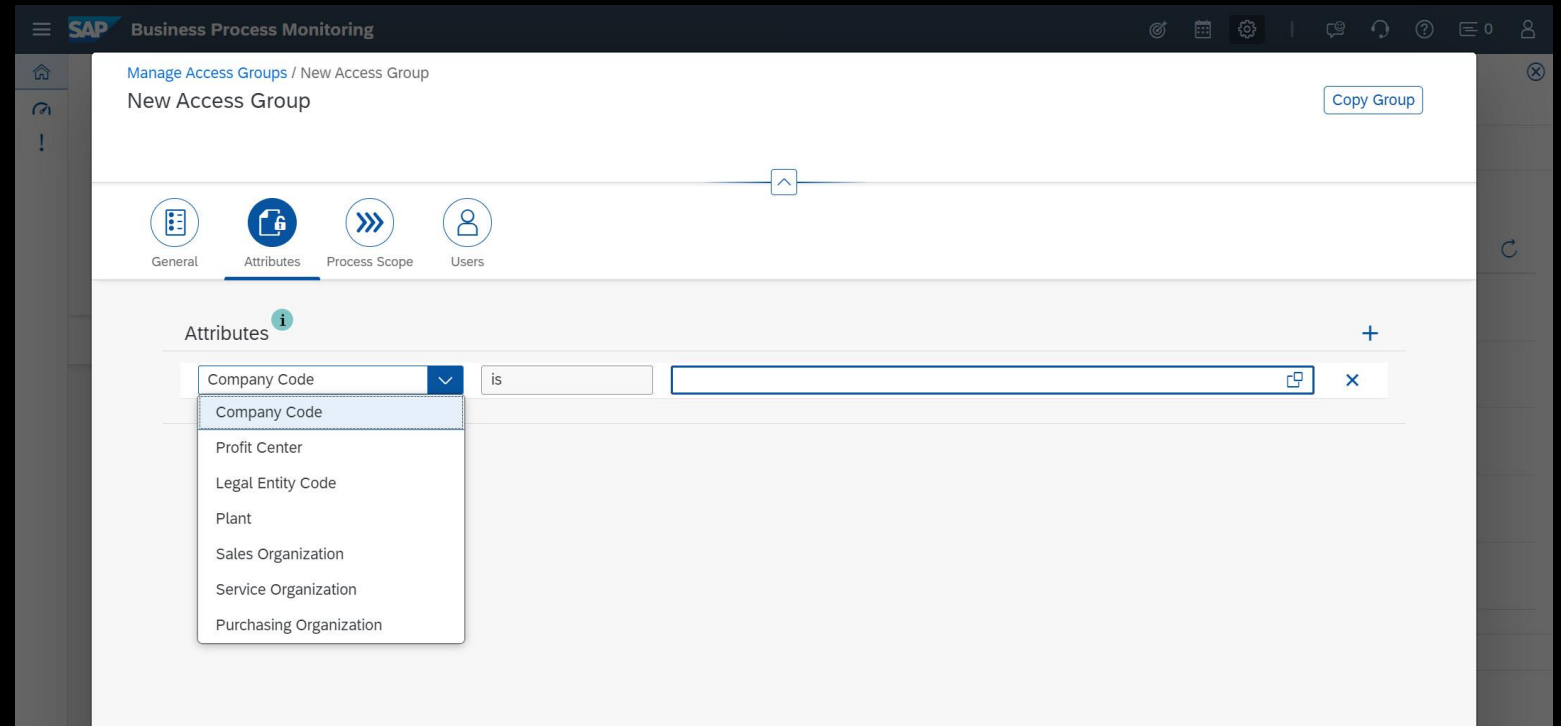 SAP Business Process Monitoring 0
Manage Access Groups / New Access Group
New Access Group Copy Group
General Attributes Process Scope Users
Attributes i
Company Code is
Company Code
Profit Center
Legal Entity Code
Plant
Sales Organization
Service Organization
Purchasing Organization